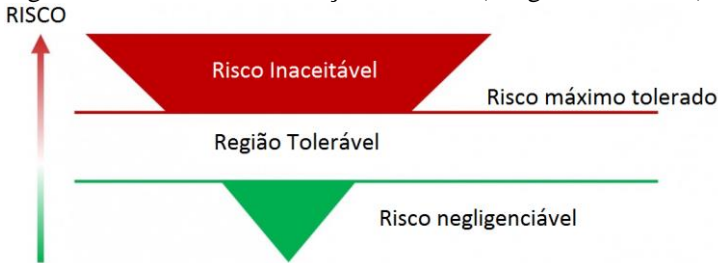 RISCO
Risco Inaceitável
Risco máximo tolerado
Região Tolerável
Risco negligenciável